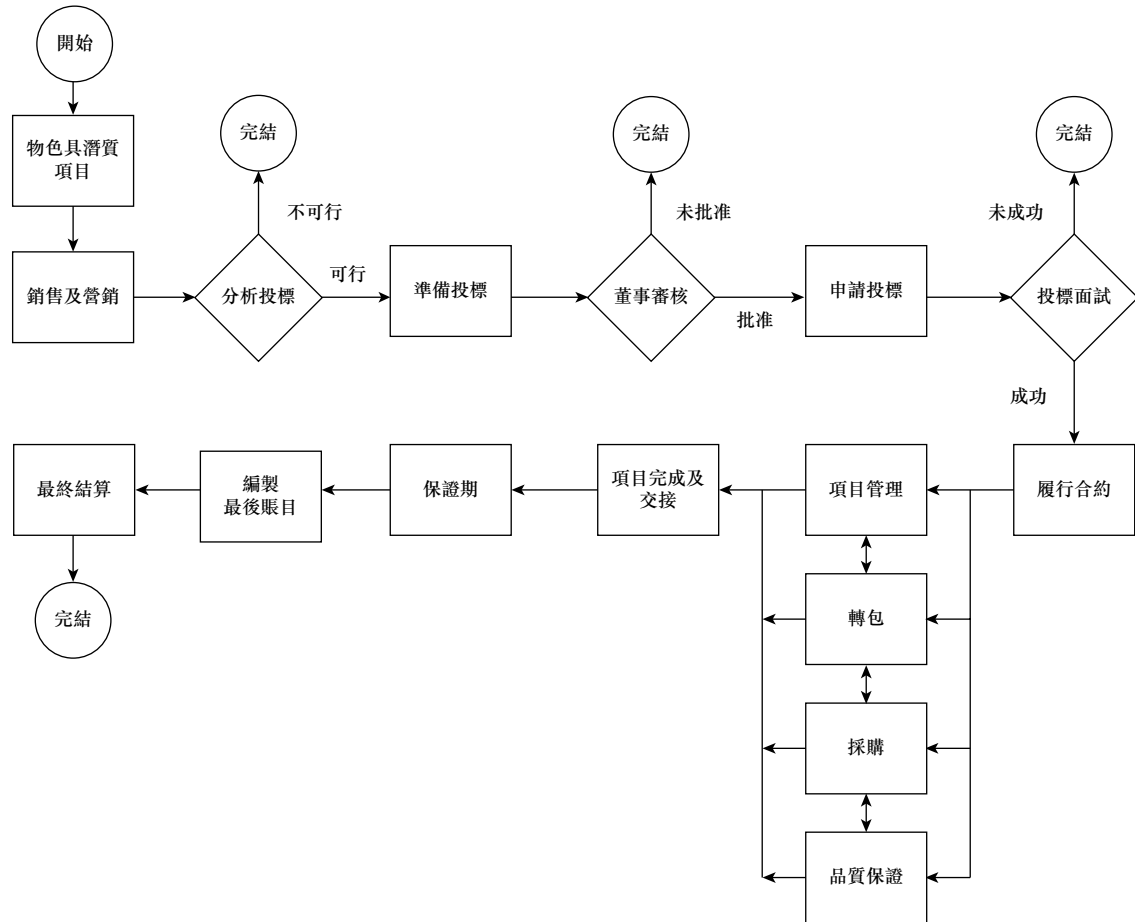 開始
物色具潛質
項目
銷售及營銷
完結
不可行
分析投標
可行
準備投標
完結
未批准
董事審核
批准
申請投標
完結
未成功
投標面試
成功
履行合約
項目管理
轉包
採購
品質保證
項目完成及
交接
保證期
編製
最後賬目
最終結算
完結